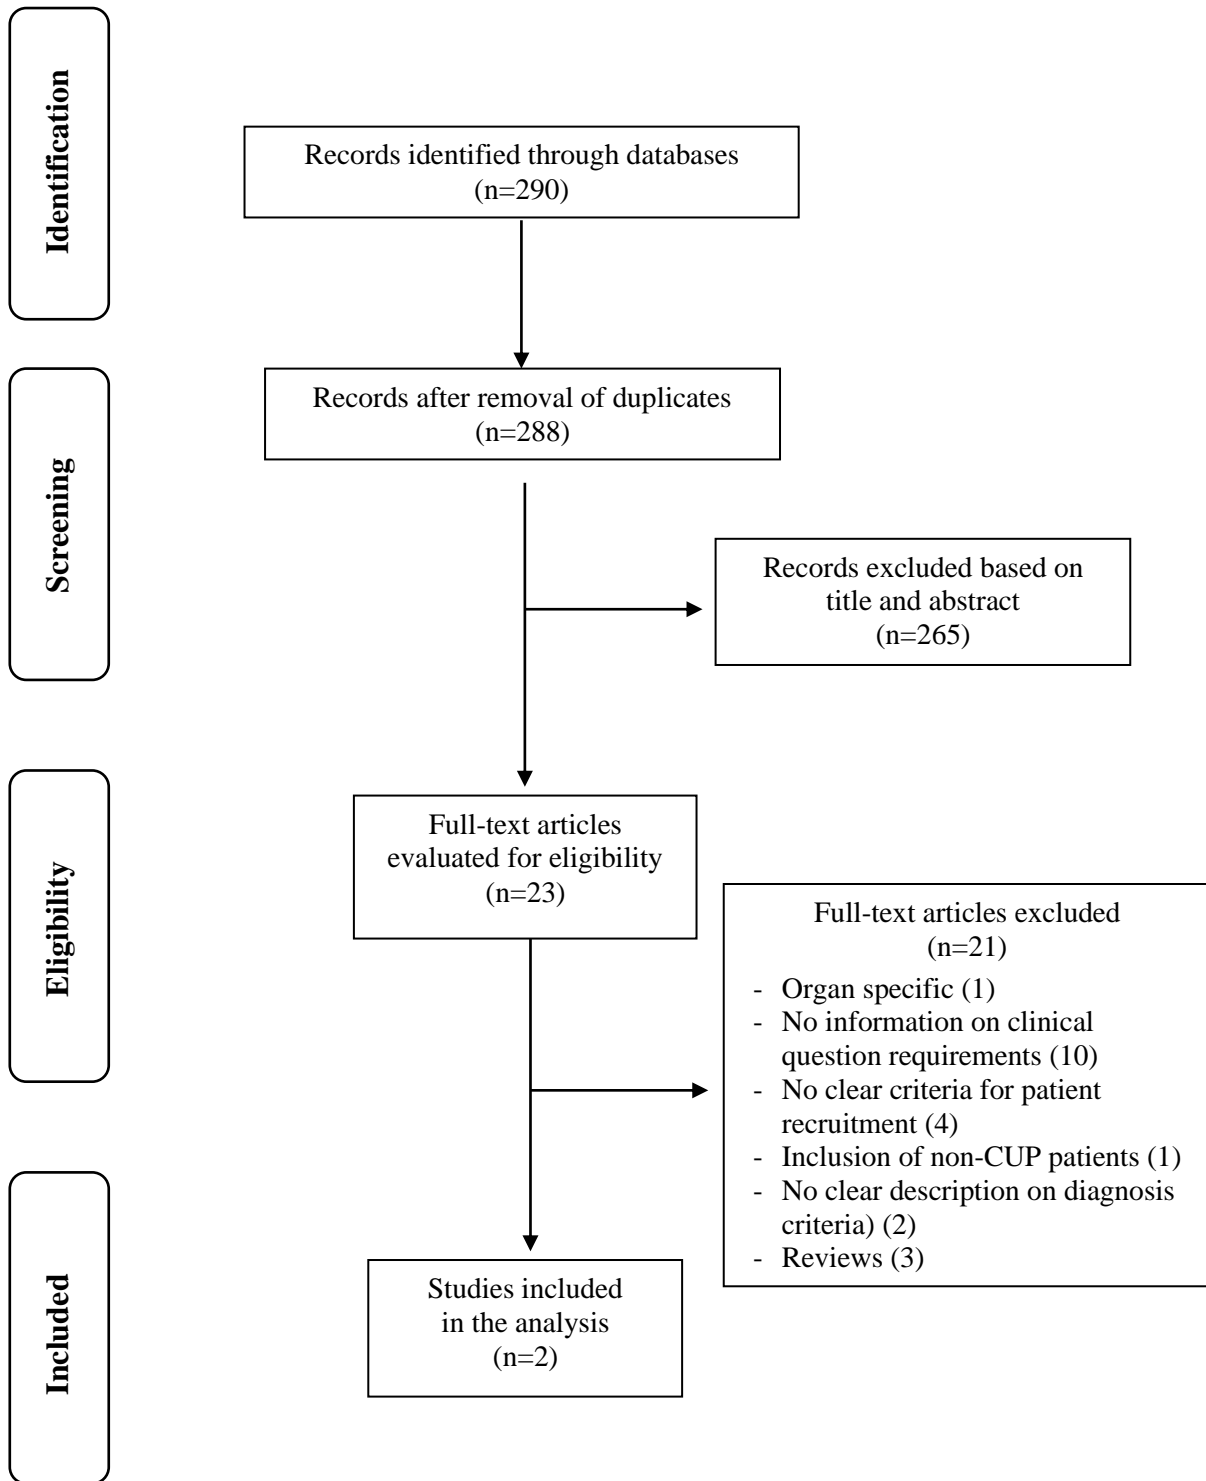 Identification
Records identified through databases
(n=290)
Screening
Records after removal of duplicates
(n=288)
Records excluded based on
title and abstract
(n=265)
Eligibility
Full-text articles
evaluated for eligibility
(n=23)
Full-text articles excluded
(n=21)
- Organ specific (1)
- No information on clinical
question requirements (10)
- No clear criteria for patient
recruitment (4)
- Inclusion of non-CUP patients (1)
- No clear description on diagnosis
criteria) (2)
- Reviews (3)
Included
Studies included
in the analysis
(n=2)